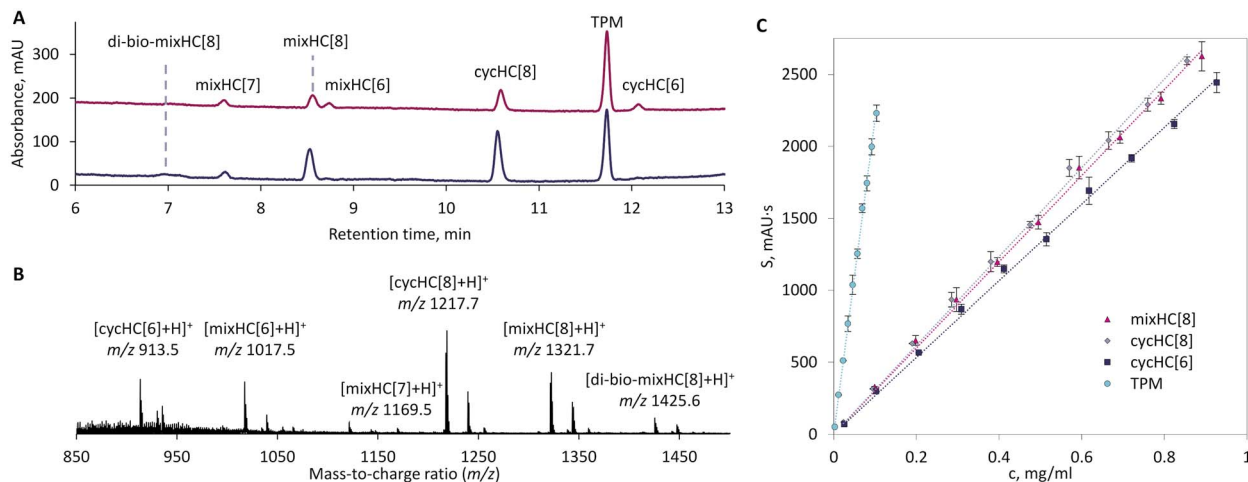 A
TPM
di-bio-mixHC[8]
mixHC[8]
mixHC[7]
mixHC[6]
cycHC[8]
cycHC[6]
Absorbance, mAU
300
200
100
0
6 7 8 9 10 11 12 13
Retention time, min
B
[cycHC[8]+H]⁺
m/z 1217.7
[cycHC[6]+H]⁺
m/z 913.5
[mixHC[6]+H]⁺
m/z 1017.5
[mixHC[8]+H]⁺
m/z 1321.7
[mixHC[7]+H]⁺
m/z 1169.5
[di-bio-mixHC[8]+H]⁺
m/z 1425.6
850 950 1050 1150 1250 1350 1450
Mass-to-charge ratio (m/z)
C
S, mAU·s
2500
2000
1500
1000
500
0
mixHC[8]
cycHC[8]
cycHC[6]
TPM
0 0.2 0.4 0.6 0.8 1
c, mg/ml